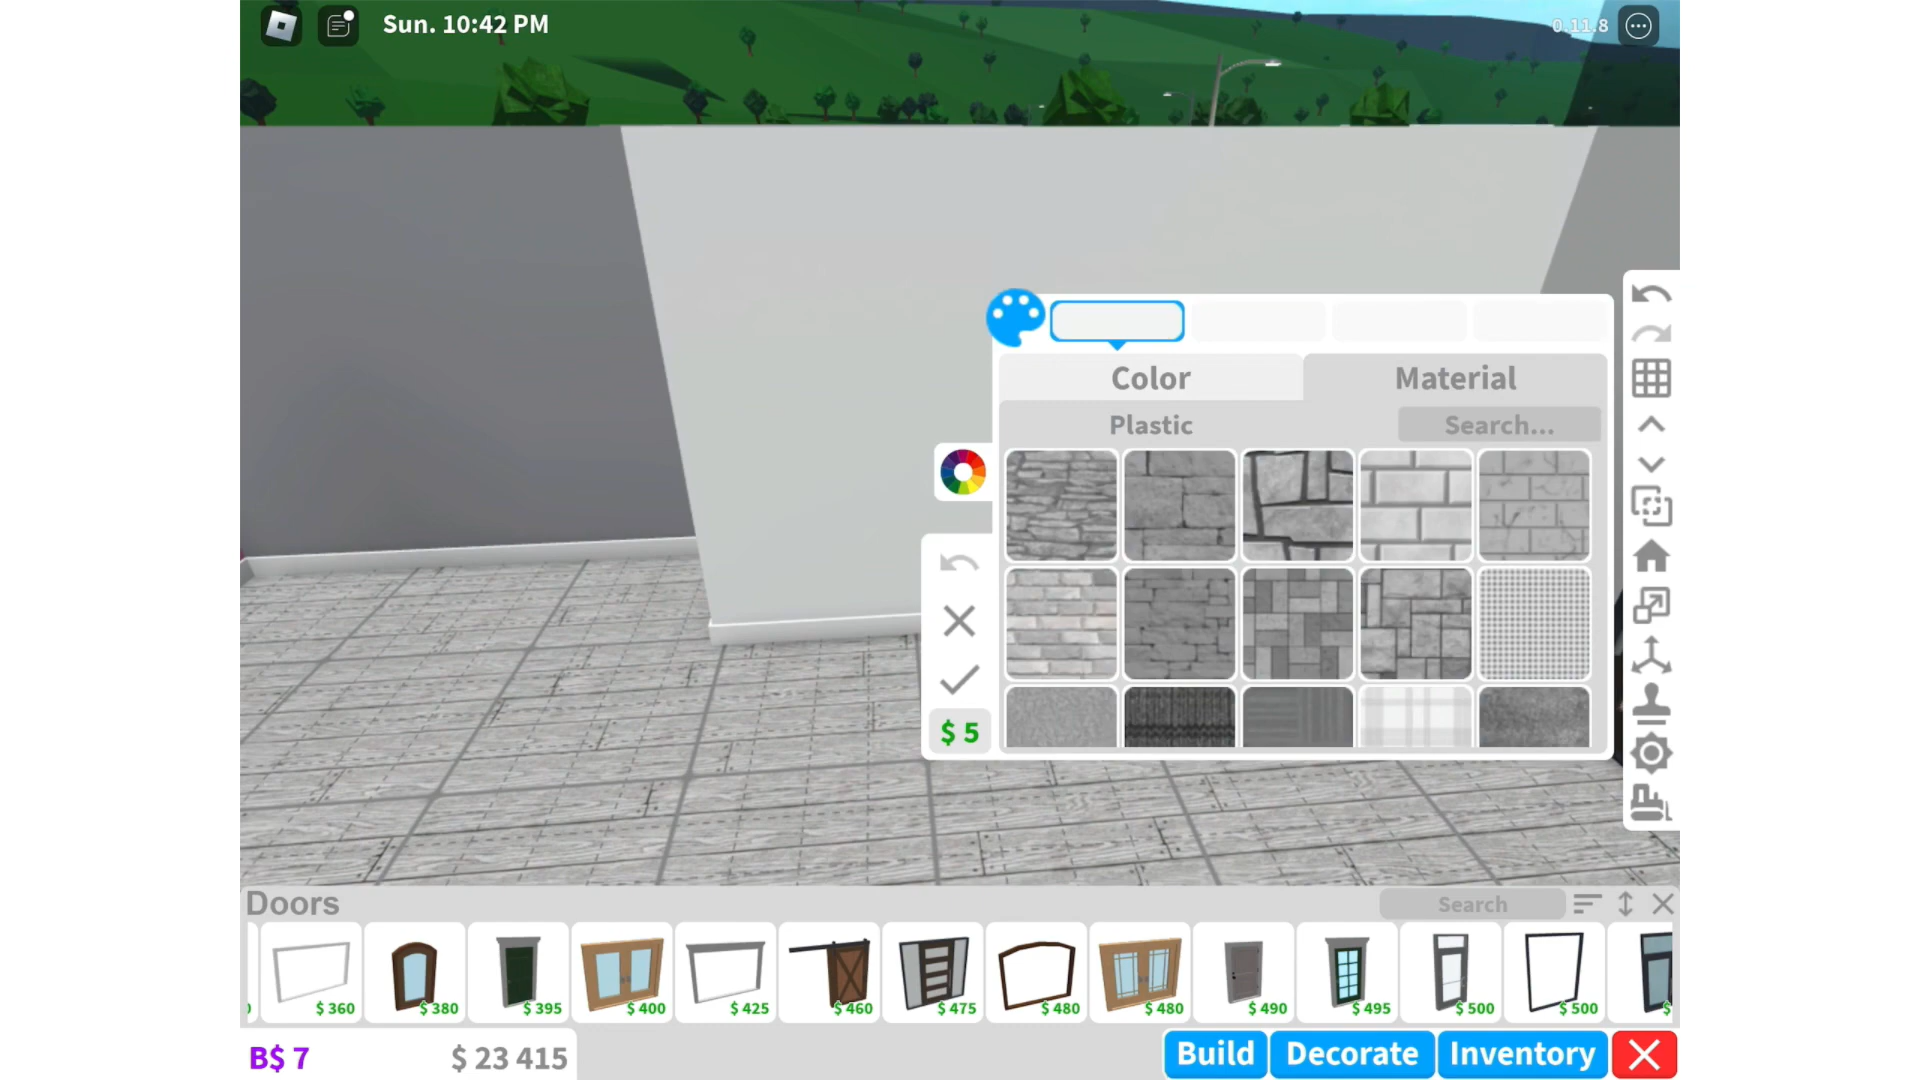 Sun. 10:42 PM
0.11.8
Color
Material
Plastic
Search...
$ 5
Doors
Search
$ 360
$ 380
$ 395
$ 400
$ 425
$ 460
$ 475
$ 480
$ 480
$ 490
$ 495
$ 500
$ 500
$
B$ 7
$ 23 415
Build
Decorate
Inventory